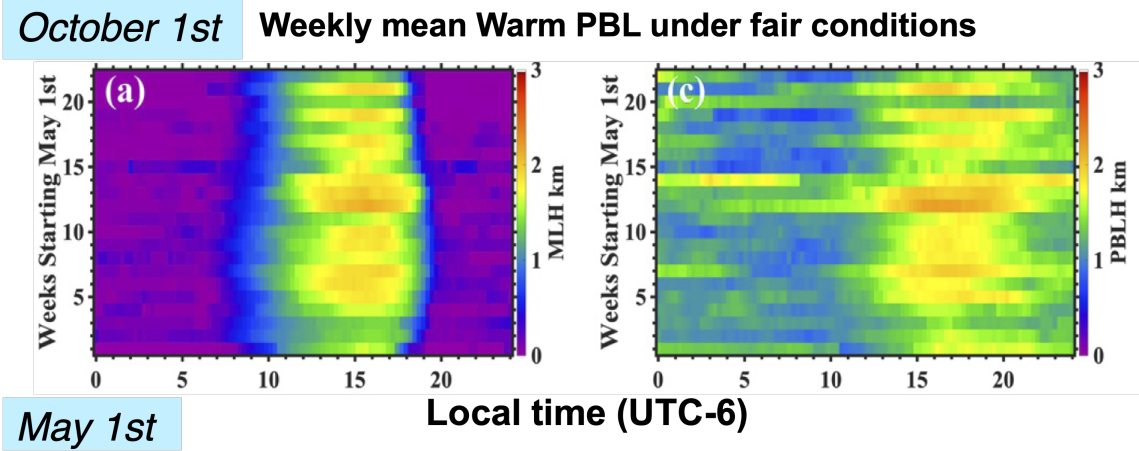 October 1st
Weekly mean Warm PBL under fair conditions
(a)
Weeks Starting May 1st
20
15
10
5
0 5 10 15 20
3
2
1
0
MLH km
(c)
Weeks Starting May 1st
20
15
10
5
0 5 10 15 20
3
2
1
0
PBLH km
Local time (UTC-6)
May 1st